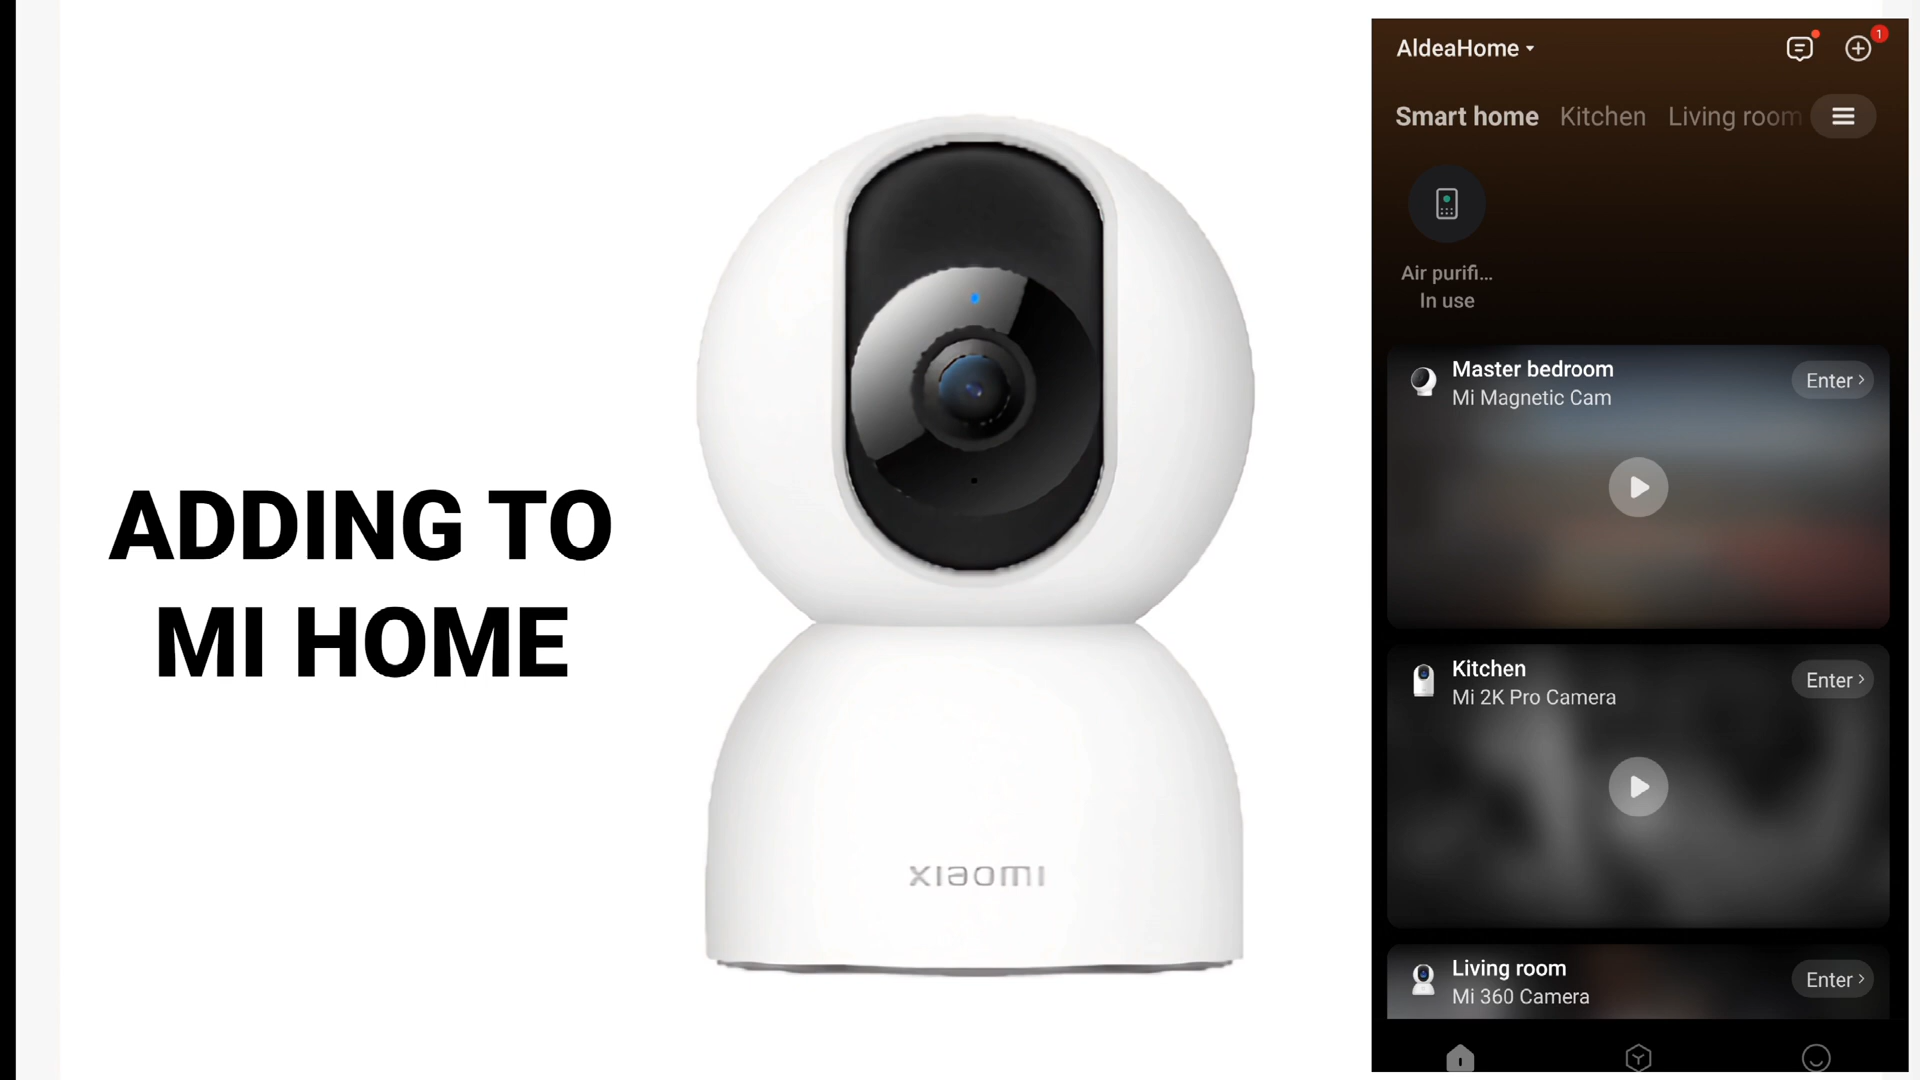 ADDING TO
MI HOME
xiaomi
AldeaHome
1
Smart home Kitchen Living room
Air purifi...
In use
Master bedroom
Mi Magnetic Cam
Enter
Kitchen
Mi 2K Pro Camera
Enter
Living room
Mi 360 Camera
Enter